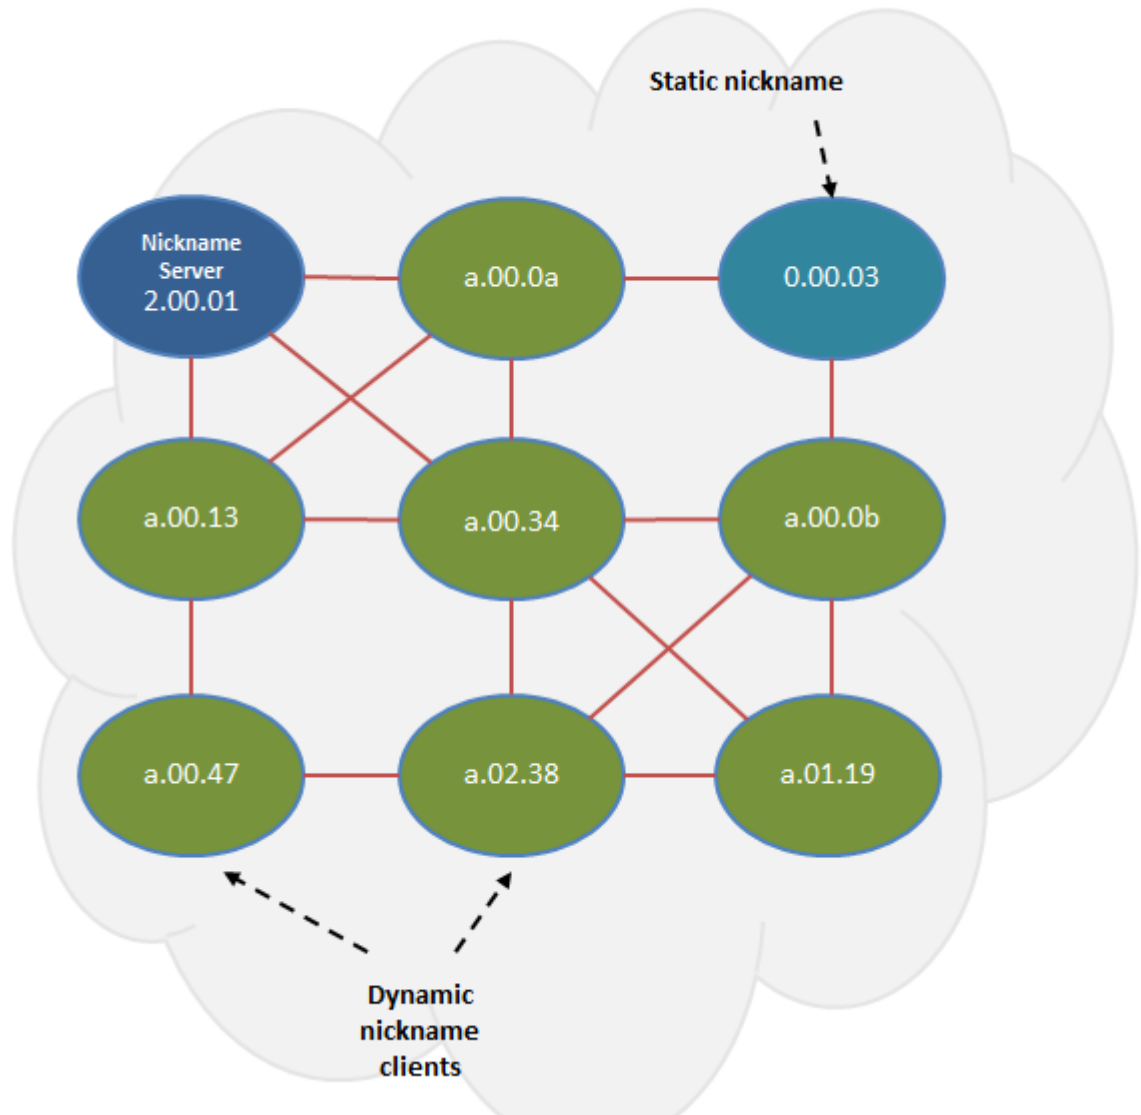 Static nickname
Nickname
Server
2.00.01
a.00.0a
0.00.03
a.00.13
a.00.34
a.00.0b
a.00.47
a.02.38
a.01.19
Dynamic
nickname
clients